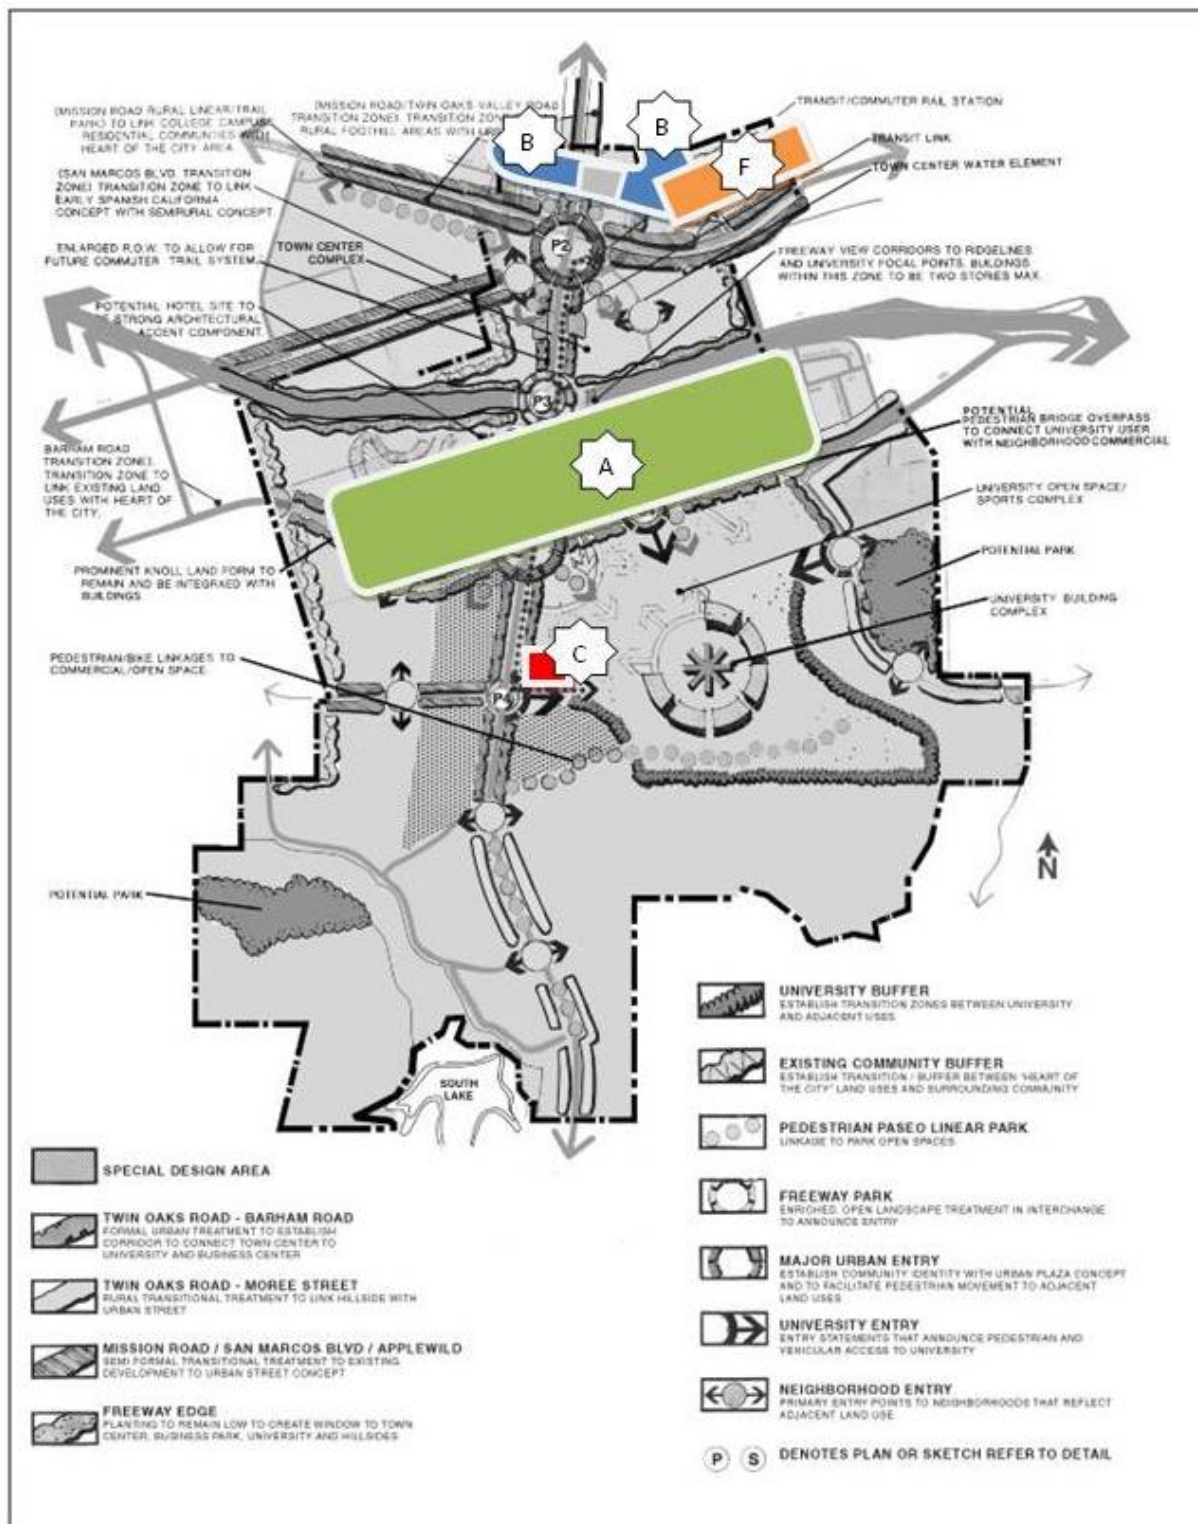 (MISSION ROAD RURAL LINEAR/TRAIL
PARK) TO LINK COLLEGE CAMPUS,
RESIDENTIAL COMMUNITIES WITH
HEART OF THE CITY AREA.
(MISSION ROAD/TWIN OAKS VALLEY ROAD
TRANSITION ZONE). TRANSITION ZON
RURAL FOOTHILL AREAS WITH
B
B
F
TRANSIT/COMMUTER RAIL STATION
TRANSIT LINK
TOWN CENTER WATER ELEMENT
(SAN MARCOS BLVD. TRANSITION
ZONE) TRANSITION ZONE TO LINK
EARLY SPANISH CALIFORNIA
CONCEPT WITH SEMIRURAL CONCEPT.
ENLARGED R.O.W. TO ALLOW FOR
FUTURE COMMUTER TRAIL SYSTEM.
TOWN CENTER
COMPLEX
P2
FREEWAY VIEW CORRIDORS TO RIDGELINES
AND UNIVERSITY FOCAL POINTS. BUILDINGS
WITHIN THIS ZONE TO BE TWO STORIES MAX.
POTENTIAL HOTEL SITE TO
STRONG ARCHITECTURAL
ACCENT COMPONENT.
P3
A
POTENTIAL
PEDESTRIAN BRIDGE OVERPASS
TO CONNECT UNIVERSITY USER
WITH NEIGHBORHOOD COMMERCIAL
BARHAM ROAD
TRANSITION ZONE).
TRANSITION ZONE TO
LINK EXISTING LAND
USES WITH HEART OF
THE CITY.
UNIVERSITY OPEN SPACE/
SPORTS COMPLEX
POTENTIAL PARK
PROMINENT KNOLL LAND FORM TO
REMAIN AND BE INTEGRAED WITH
BUILDINGS.
UNIVERSITY BUILDING
COMPLEX
PEDESTRIAN/BIKE LINKAGES TO
COMMERCIAL/OPEN SPACE
C
P4
N
POTENTIAL PARK
SOUTH
LAKE
SPECIAL DESIGN AREA
TWIN OAKS ROAD - BARHAM ROAD
FORMAL URBAN TREATMENT TO ESTABLISH
CORRIDOR TO CONNECT TOWN CENTER TO
UNIVERSITY AND BUSINESS CENTER
TWIN OAKS ROAD - MOREE STREET
RURAL TRANSITIONAL TREATMENT TO LINK HILLSIDE WITH
URBAN STREET
MISSION ROAD / SAN MARCOS BLVD / APPLEWILD
SEMI FORMAL TRANSITIONAL TREATMENT TO EXISTING
DEVELOPMENT TO URBAN STREET CONCEPT
FREEWAY EDGE
PLANTING TO REMAIN LOW TO CREATE WINDOW TO TOWN
CENTER, BUSINESS PARK, UNIVERSITY AND HILLSIDES
UNIVERSITY BUFFER
ESTABLISH TRANSITION ZONES BETWEEN UNIVERSITY
AND ADJACENT USES
EXISTING COMMUNITY BUFFER
ESTABLISH TRANSITION / BUFFER BETWEEN "HEART OF
THE CITY" LAND USES AND SURROUNDING COMMUNITY
PEDESTRIAN PASEO LINEAR PARK
LINKAGE TO PARK OPEN SPACES
FREEWAY PARK
ENRICHED, OPEN LANDSCAPE TREATMENT IN INTERCHANGE
TO ANNOUNCE ENTRY
MAJOR URBAN ENTRY
ESTABLISH COMMUNITY IDENTITY WITH URBAN PLAZA CONCEPT
AND TO FACILITATE PEDESTRIAN MOVEMENT TO ADJACENT
LAND USES
UNIVERSITY ENTRY
ENTRY STATEMENTS THAT ANNOUNCE PEDESTRIAN AND
VEHICULAR ACCESS TO UNIVERSITY
NEIGHBORHOOD ENTRY
PRIMARY ENTRY POINTS TO NEIGHBORHOODS THAT REFLECT
ADJACENT LAND USE
P S DENOTES PLAN OR SKETCH REFER TO DETAIL